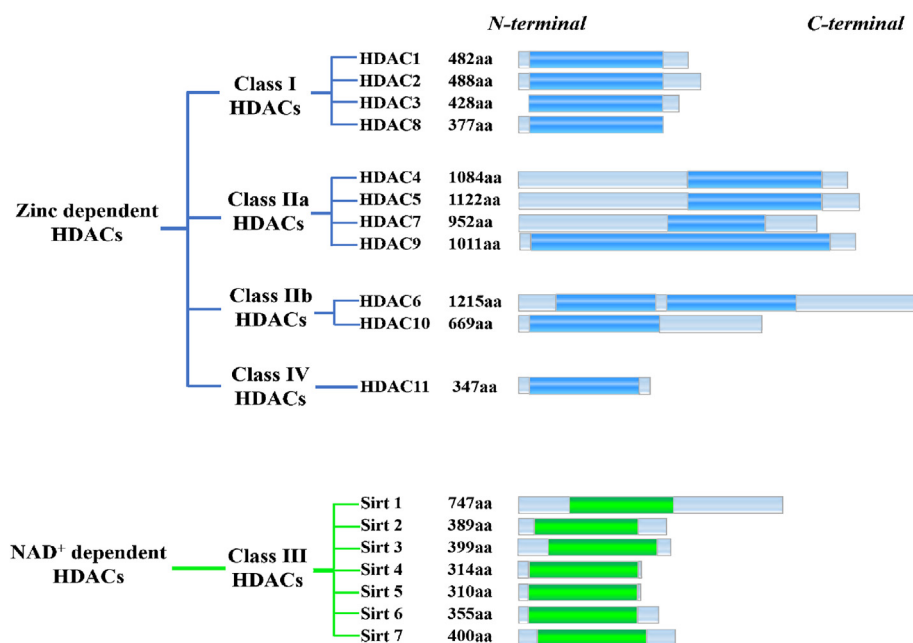 N-terminal C-terminal
Zinc dependent
HDACs
Class I
HDACs
HDAC1 482aa
HDAC2 488aa
HDAC3 428aa
HDAC8 377aa
Class IIa
HDACs
HDAC4 1084aa
HDAC5 1122aa
HDAC7 952aa
HDAC9 1011aa
Class IIb
HDACs
HDAC6 1215aa
HDAC10 669aa
Class IV
HDACs
HDAC11 347aa
NAD⁺ dependent
HDACs
Class III
HDACs
Sirt 1 747aa
Sirt 2 389aa
Sirt 3 399aa
Sirt 4 314aa
Sirt 5 310aa
Sirt 6 355aa
Sirt 7 400aa